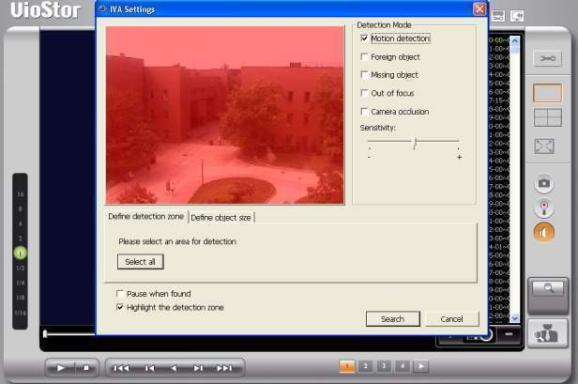 VioStor
IVA Settings
Detection Mode
Motion detection
Foreign object
Missing object
Out of focus
Camera occlusion
Sensitivity:
- +
Define detection zone
Define object size
Please select an area for detection
Select all
Pause when found
Highlight the detection zone
Search
Cancel
16
8
4
2
1
1/2
1/4
1/8
1/16
1 2 3 4